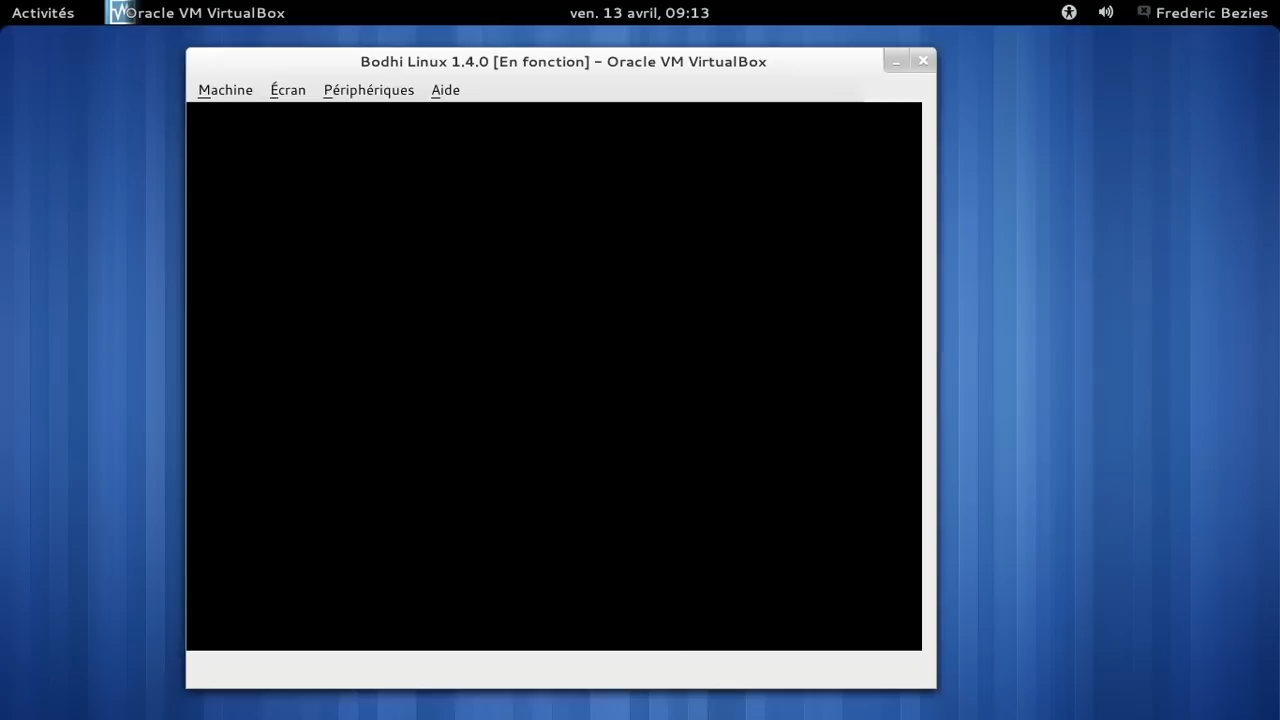 Activités Oracle VM VirtualBox ven. 13 avril, 09:13 Frederic Bezies
Bodhi Linux 1.4.0 [En fonction] - Oracle VM VirtualBox
Machine Écran Périphériques Aide